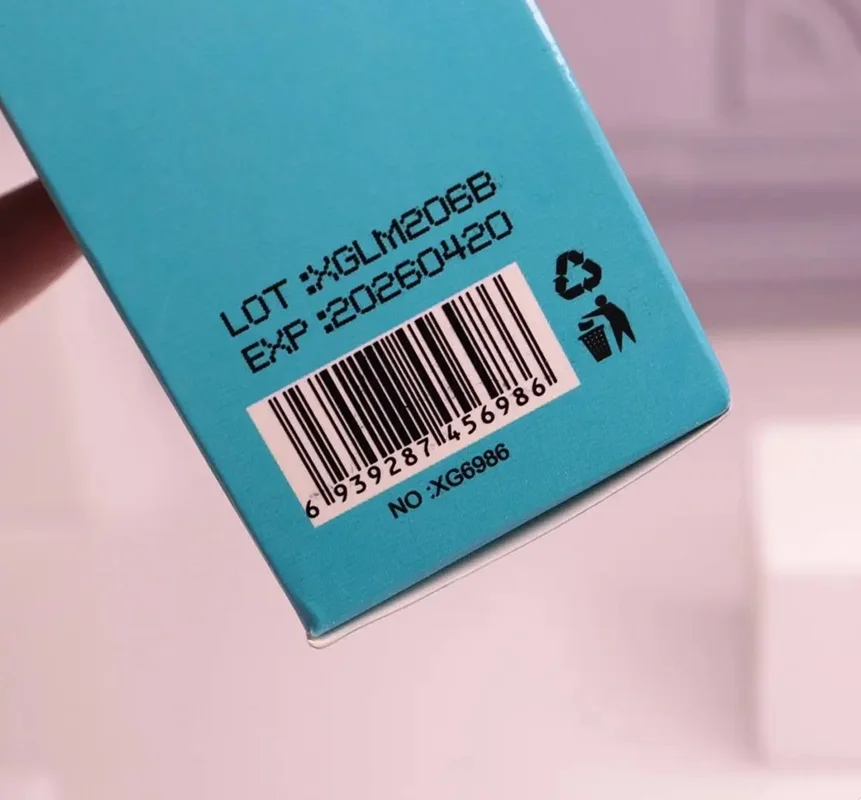 LOT :XGLM206B
EXP :20260420
6 939287 456986
NO :XG6986